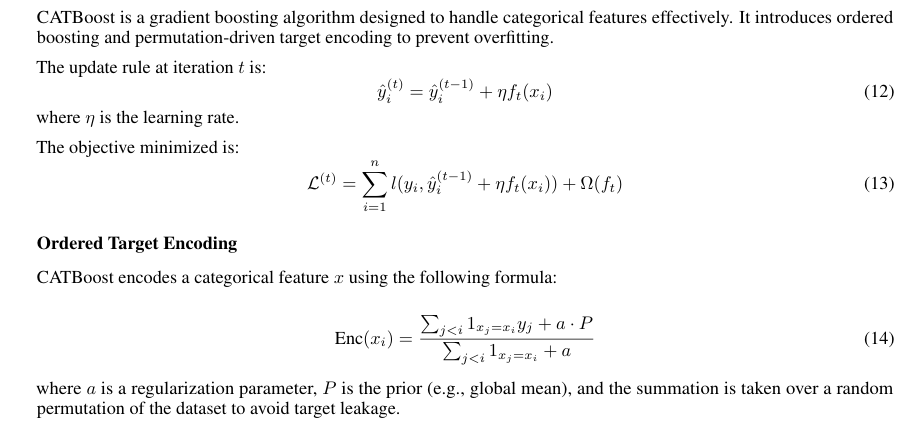 CATBoost is a gradient boosting algorithm designed to handle categorical features effectively. It introduces ordered
boosting and permutation-driven target encoding to prevent overfitting.
The update rule at iteration t is:
ŷ_i^{(t)} = ŷ_i^{(t−1)} + ηf_t(x_i) (12)
where η is the learning rate.
The objective minimized is:
ℒ^{(t)} = ∑_{i=1}^{n} l(y_i, ŷ_i^{(t−1)} + ηf_t(x_i)) + Ω(f_t) (13)
Ordered Target Encoding
CATBoost encodes a categorical feature x using the following formula:
Enc(x_i) = \frac{∑_{j<i} 1_{x_j=x_i} y_j + a · P}{∑_{j<i} 1_{x_j=x_i} + a} (14)
where a is a regularization parameter, P is the prior (e.g., global mean), and the summation is taken over a random
permutation of the dataset to avoid target leakage.